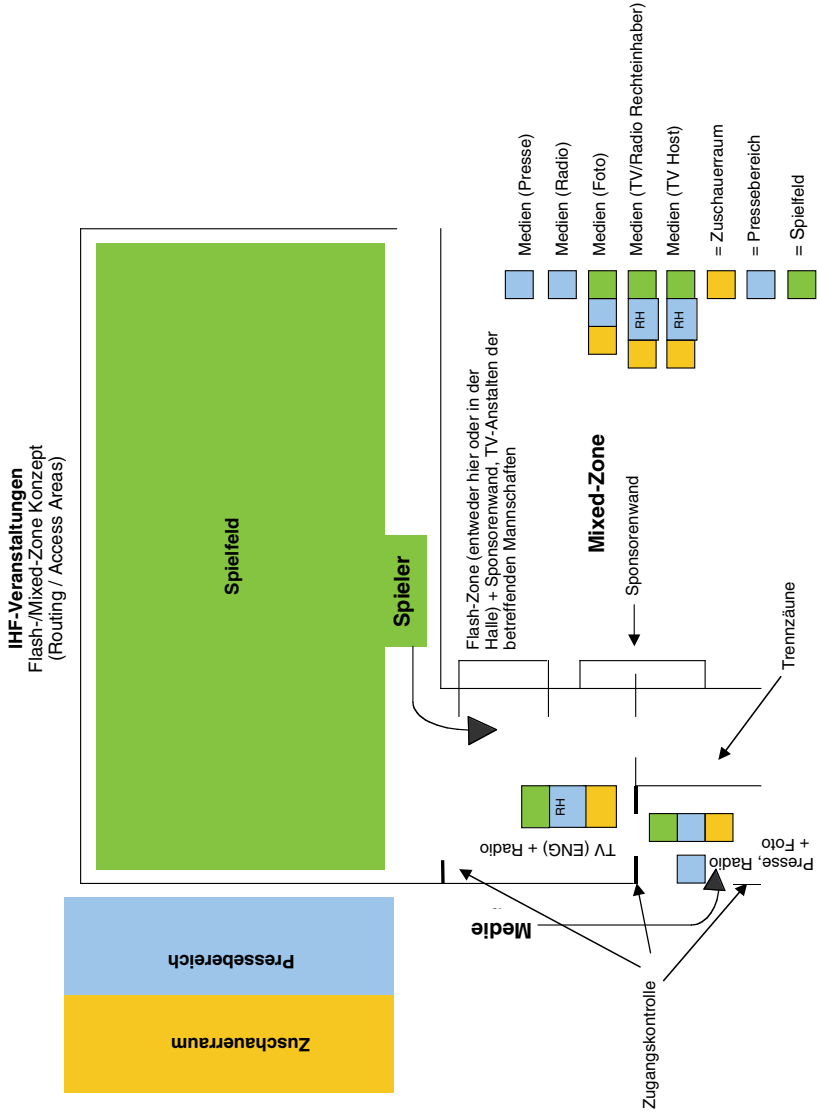 IHF-Veranstaltungen
Flash-/Mixed-Zone Konzept
(Routing / Access Areas)
Spielfeld
Spieler
Flash-Zone (entweder hier oder in der
Halle) + Sponsorenwand, TV-Anstalten der
betreffenden Mannschaften
Mixed-Zone
Sponsorenwand
Trennzäune
Medien (Presse)
Medien (Radio)
Medien (Foto)
RH
Medien (TV/Radio Rechteinhaber)
RH
Medien (TV Host)
= Zuschauerraum
= Pressebereich
= Spielfeld
RH
TV (ENG) + Radio
Presse, Radio
+ Foto
Medie
Zugangskontrolle
Pressebereich
Zuschauerraum